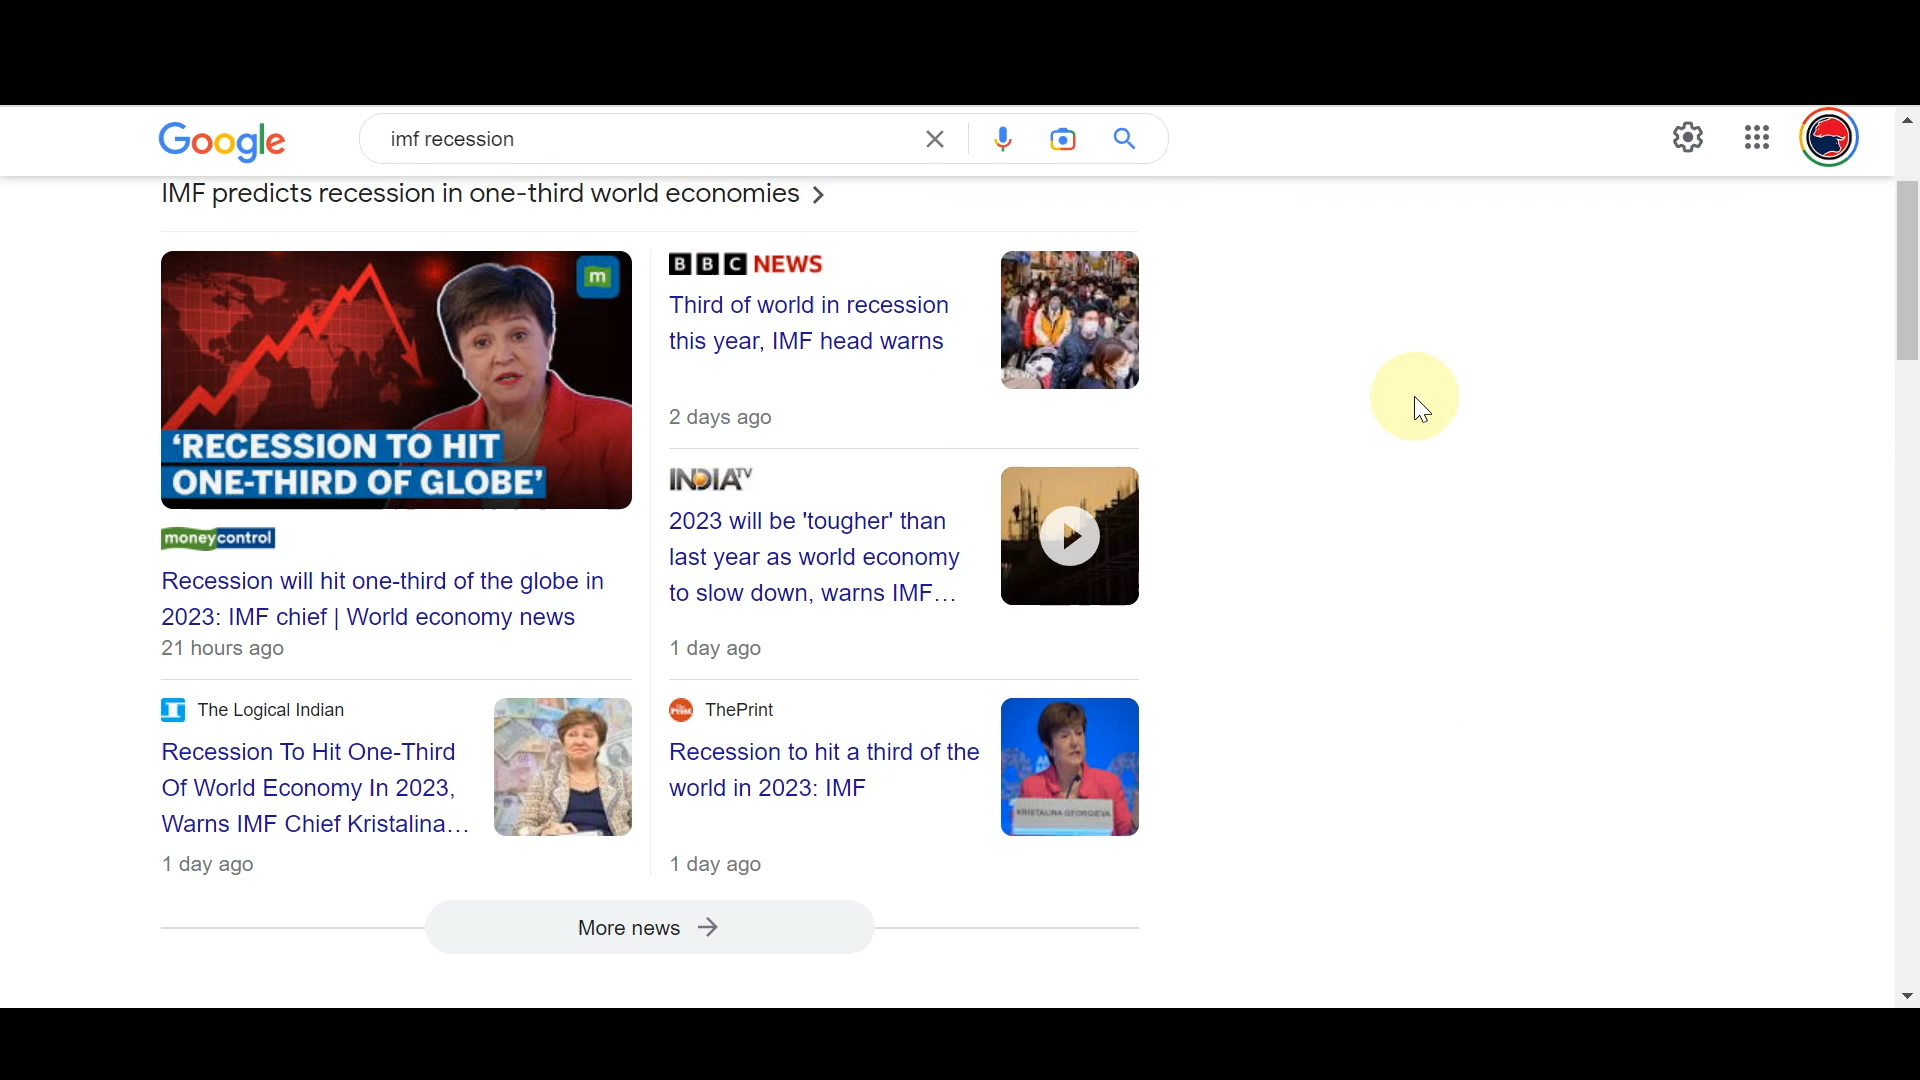 Google
imf recession
IMF predicts recession in one-third world economies
m
'RECESSION TO HIT
ONE-THIRD OF GLOBE'
moneycontrol
Recession will hit one-third of the globe in
2023: IMF chief | World economy news
21 hours ago
BBC NEWS
Third of world in recession
this year, IMF head warns
2 days ago
INDIA TV
2023 will be 'tougher' than
last year as world economy
to slow down, warns IMF...
1 day ago
The Logical Indian
Recession To Hit One-Third
Of World Economy In 2023,
Warns IMF Chief Kristalina...
1 day ago
ThePrint
Recession to hit a third of the
world in 2023: IMF
KRISTALINA GEORGIEVA
1 day ago
More news